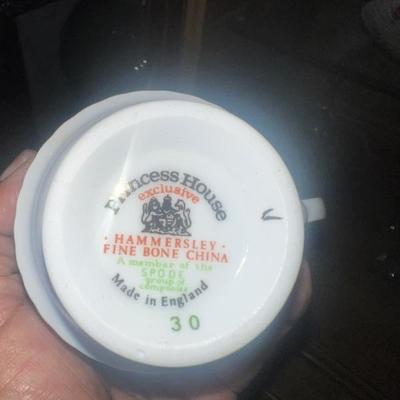 Princess House
exclusive
· HAMMERSLEY ·
FINE BONE CHINA
A member of the
SPODE
group of
companies
Made in England
30